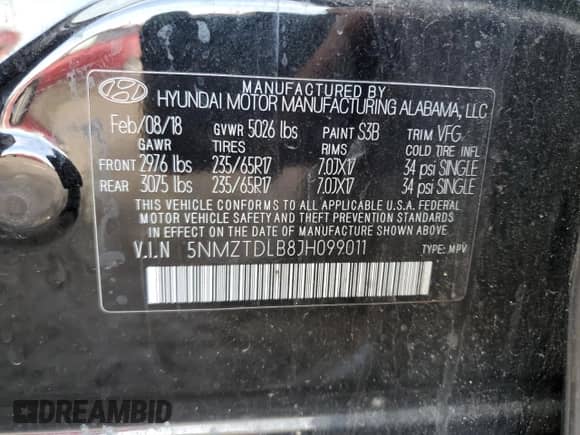 MANUFACTURED BY
HYUNDAI MOTOR MANUFACTURING ALABAMA, LLC
Feb/08/18 GVWR 5026 lbs PAINT S3B TRIM VFG
GAWR TIRES RIMS COLD TIRE INFL
FRONT 2976 lbs 235/65R17 7.0JX17 34 psi SINGLE
REAR 3075 lbs 235/65R17 7.0JX17 34 psi SINGLE
THIS VEHICLE CONFORMS TO ALL APPLICABLE U.S.A. FEDERAL
MOTOR VEHICLE SAFETY AND THEFT PREVENTION STANDARDS
IN EFFECT ON THE DATE OF MANUFACTURE SHOWN ABOVE.
V.I.N 5NMZTDLB8JH099011 TYPE: MPV
DREAMBID